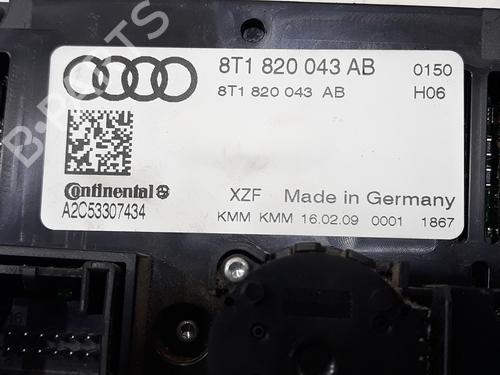 8T1 820 043 AB 0150
8T1 820 043 AB H06
Continental
A2C53307434
XZF Made in Germany
KMM KMM 16.02.09 0001 1867
B-PARTS